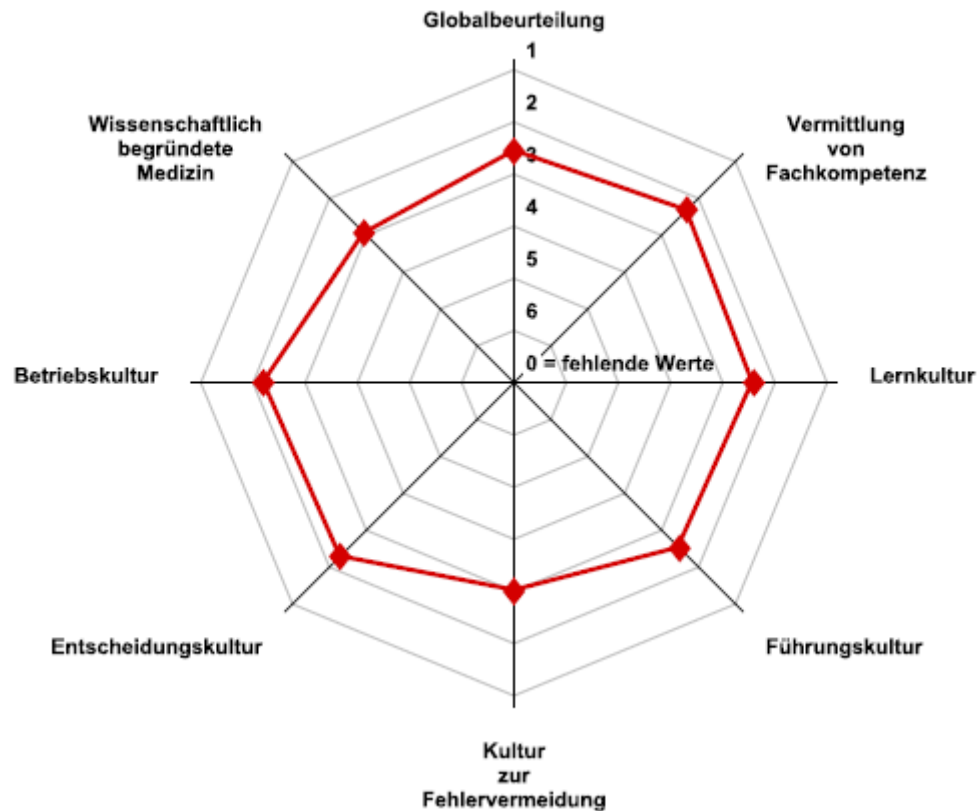 Globalbeurteilung
1
2
3
4
5
6
0 = fehlende Werte
Vermittlung
von
Fachkompetenz
Lernkultur
Führungskultur
Kultur
zur
Fehlervermeidung
Entscheidungskultur
Betriebskultur
Wissenschaftlich
begründete
Medizin